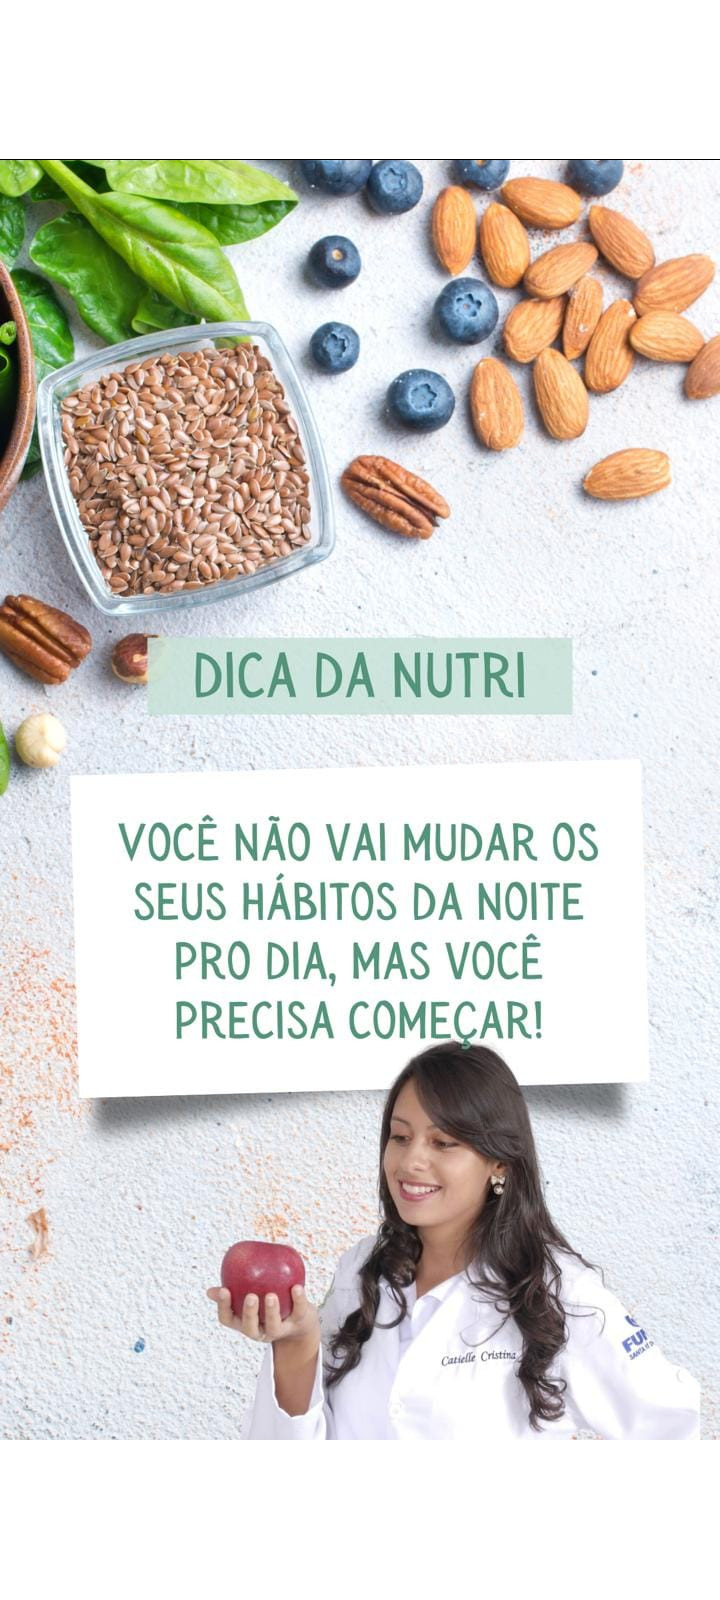 DICA DA NUTRI
VOCÊ NÃO VAI MUDAR OS
SEUS HÁBITOS DA NOITE
PRO DIA, MAS VOCÊ
PRECISA COMEÇAR!
Catielle Cristina